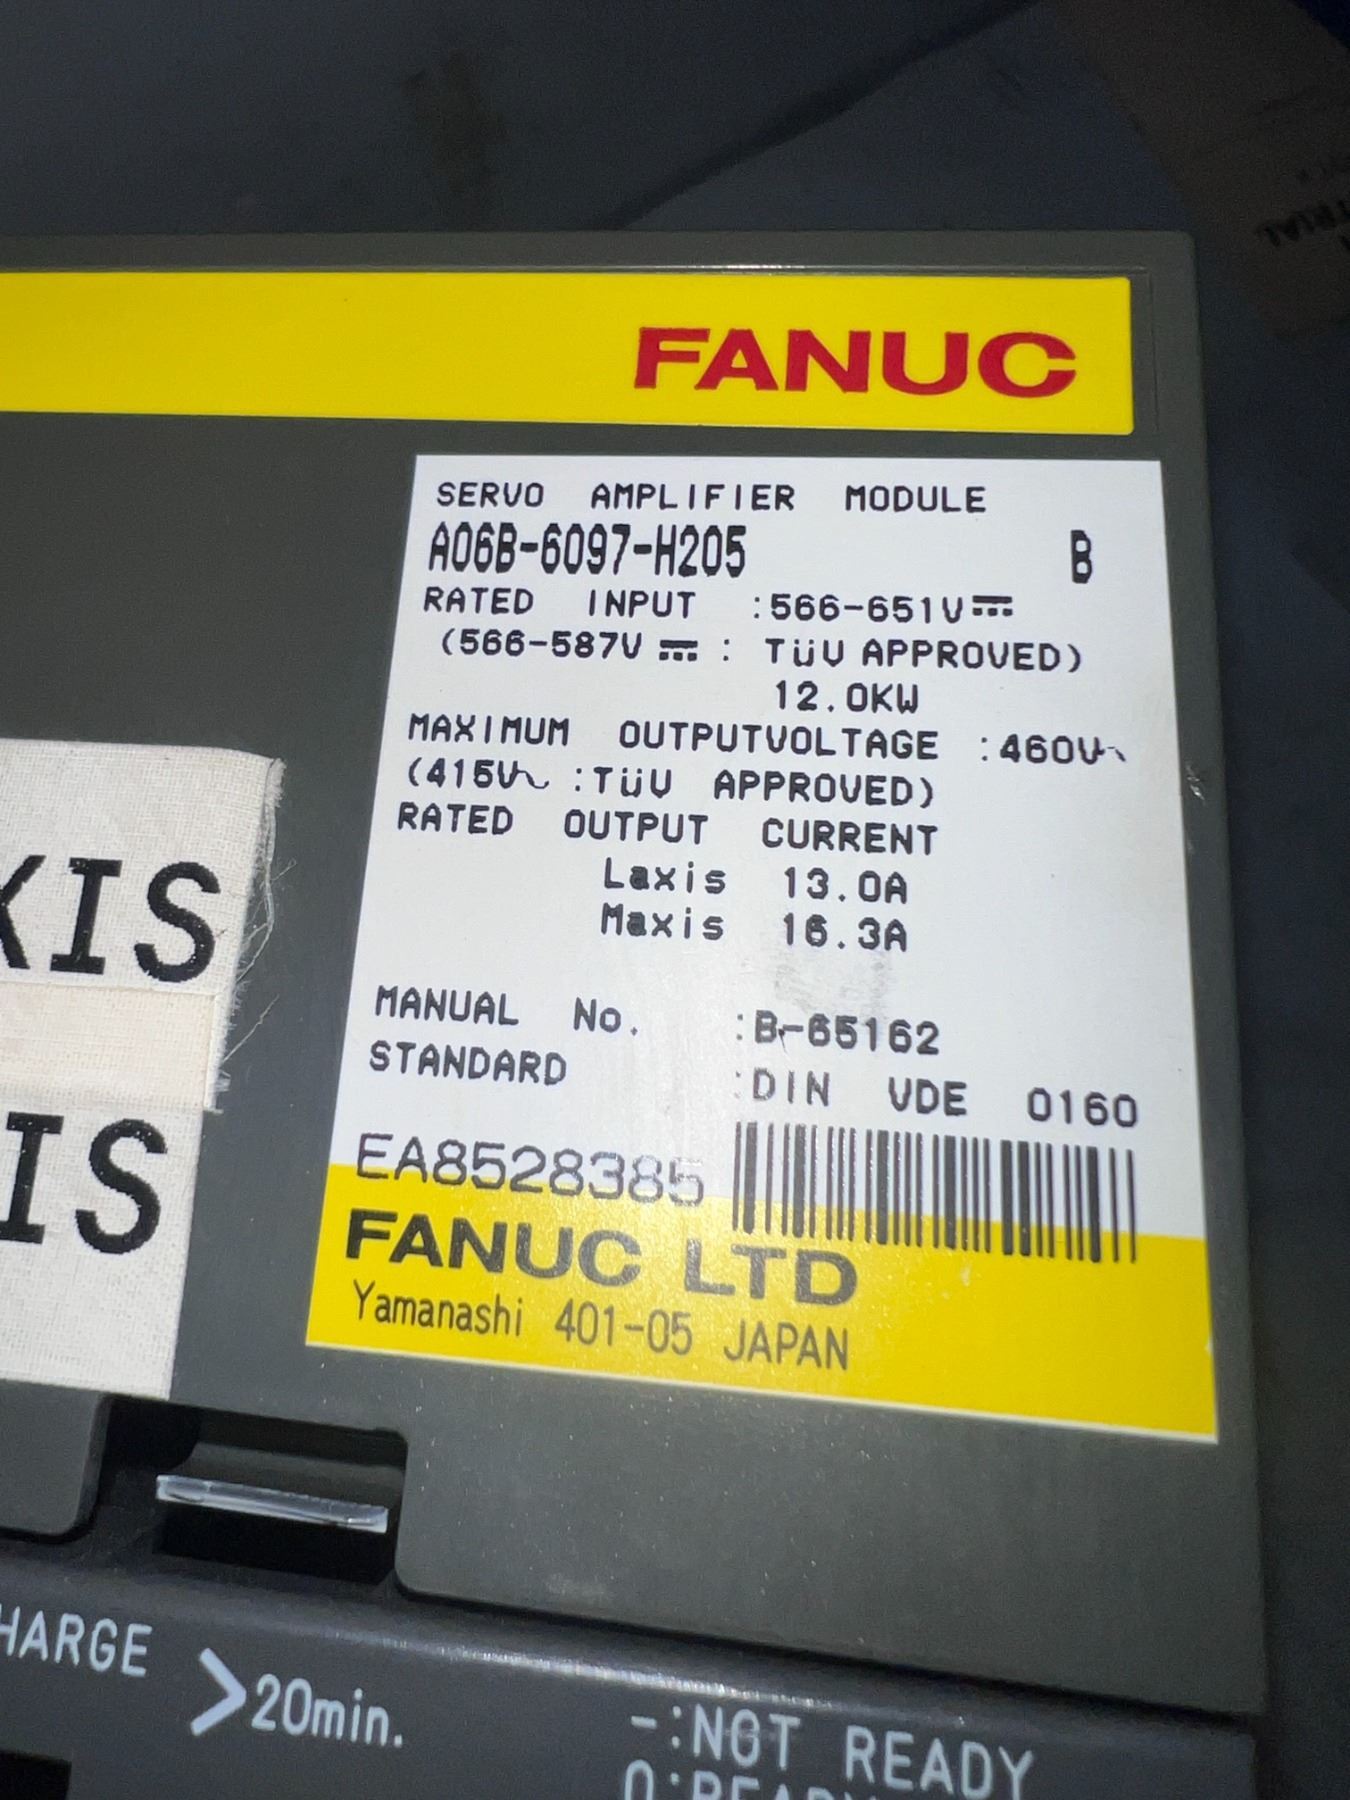 FANUC
SERVO AMPLIFIER MODULE
A06B-6097-H205 B
RATED INPUT :566-651V⎓
(566-587V⎓ : TüV APPROVED)
12.0KW
MAXIMUM OUTPUTVOLTAGE :460V~
(415V~ :TüV APPROVED)
RATED OUTPUT CURRENT
Laxis 13.0A
Maxis 16.3A
MANUAL No. :B-65162
STANDARD :DIN VDE 0160
EA8528385
FANUC LTD
Yamanashi 401-05 JAPAN
XIS
IS
HARGE >20min.
-:NOT READY
0:READY